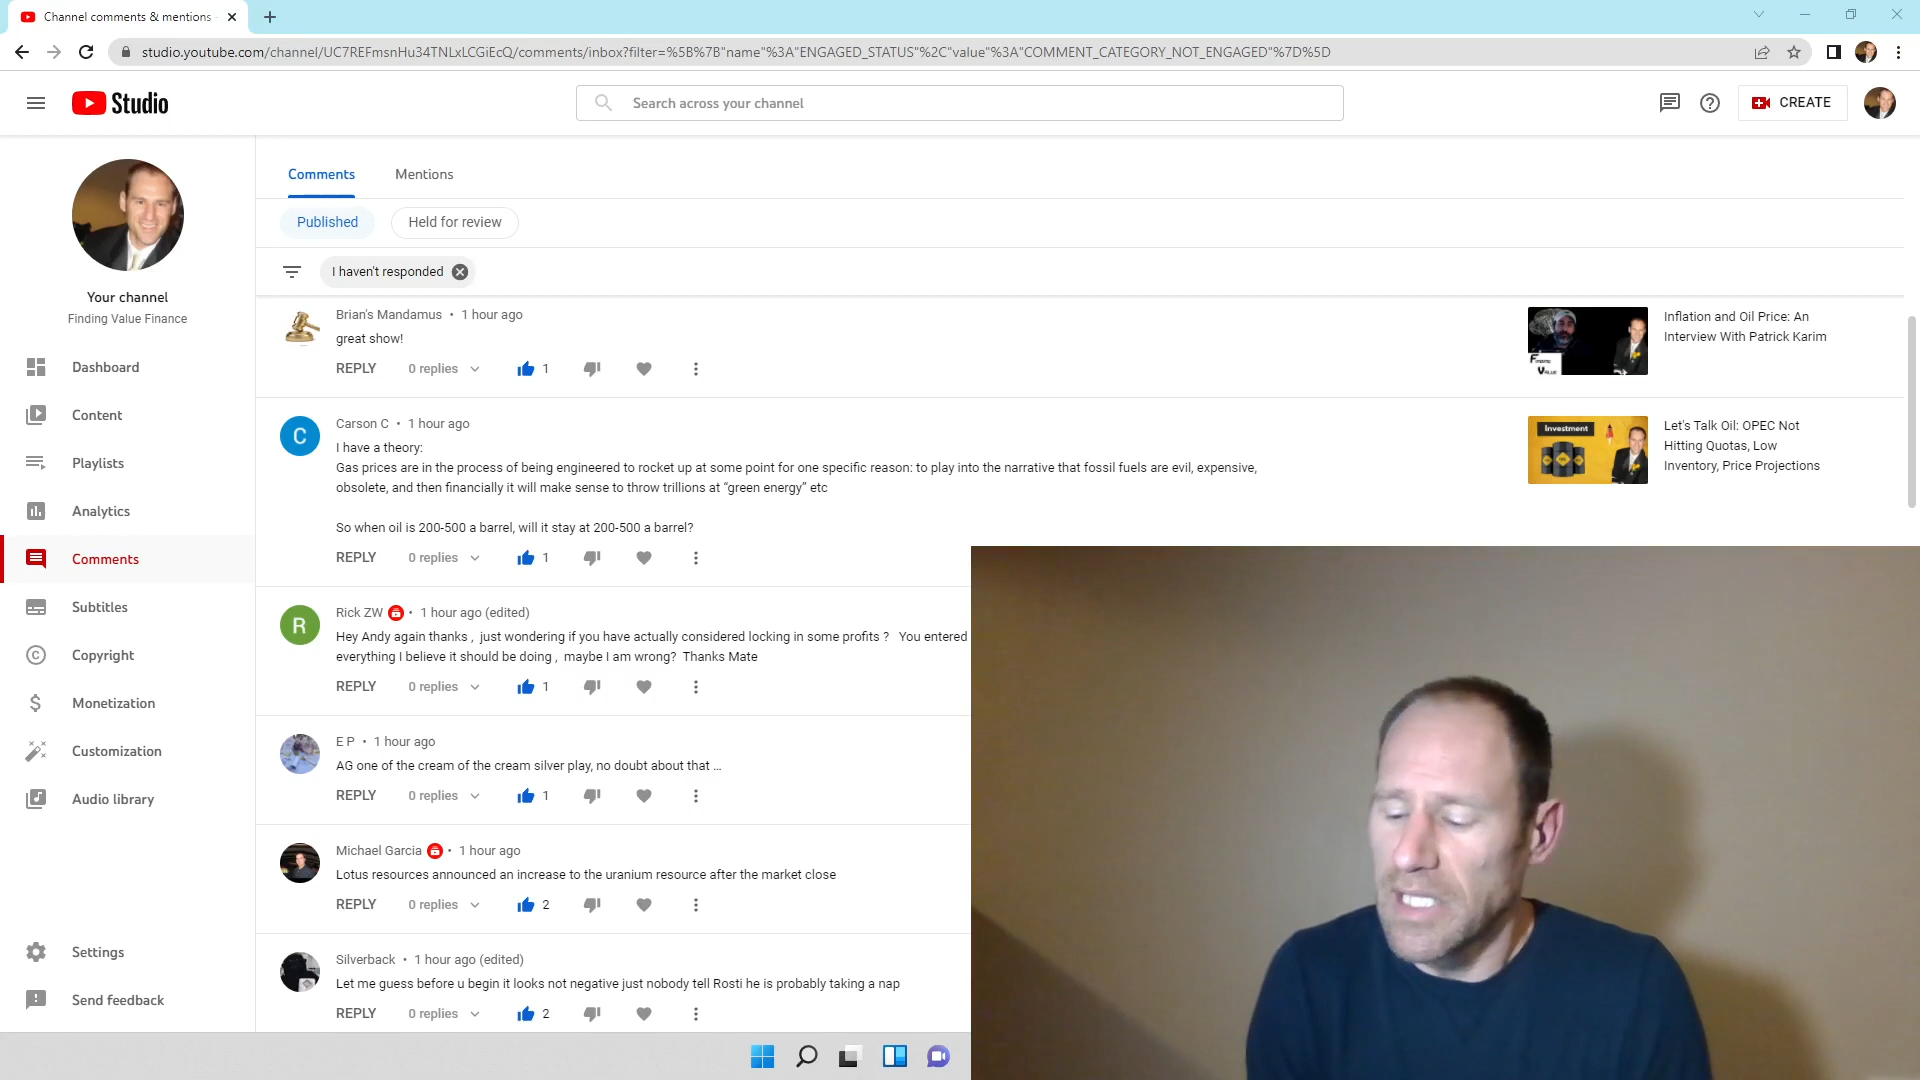 Channel comments & mentions -
studio.youtube.com/channel/UC7REFmsnHu34TNLxLCGiEcQ/comments/inbox?filter=%5B%7B"name"%3A"ENGAGED_STATUS"%2C"value"%3A"COMMENT_CATEGORY_NOT_ENGAGED"%7D%5D
Studio
Search across your channel
CREATE
Your channel
Finding Value Finance
Dashboard
Content
Playlists
Analytics
Comments
Subtitles
Copyright
Monetization
Customization
Audio library
Settings
Send feedback
Comments
Mentions
Published
Held for review
I haven't responded
Brian's Mandamus • 1 hour ago
great show!
REPLY 0 replies 1
Inflation and Oil Price: An
Interview With Patrick Karim
Finding
Value
C
Carson C • 1 hour ago
I have a theory:
Gas prices are in the process of being engineered to rocket up at some point for one specific reason: to play into the narrative that fossil fuels are evil, expensive,
obsolete, and then financially it will make sense to throw trillions at “green energy” etc
So when oil is 200-500 a barrel, will it stay at 200-500 a barrel?
REPLY 0 replies 1
Investment
Let's Talk Oil: OPEC Not
Hitting Quotas, Low
Inventory, Price Projections
R
Rick ZW • 1 hour ago (edited)
Hey Andy again thanks , just wondering if you have actually considered locking in some profits ? You entered
everything I believe it should be doing , maybe I am wrong? Thanks Mate
REPLY 0 replies 1
E P • 1 hour ago
AG one of the cream of the cream silver play, no doubt about that ...
REPLY 0 replies 1
Michael Garcia • 1 hour ago
Lotus resources announced an increase to the uranium resource after the market close
REPLY 0 replies 2
Silverback • 1 hour ago (edited)
Let me guess before u begin it looks not negative just nobody tell Rosti he is probably taking a nap
REPLY 0 replies 2